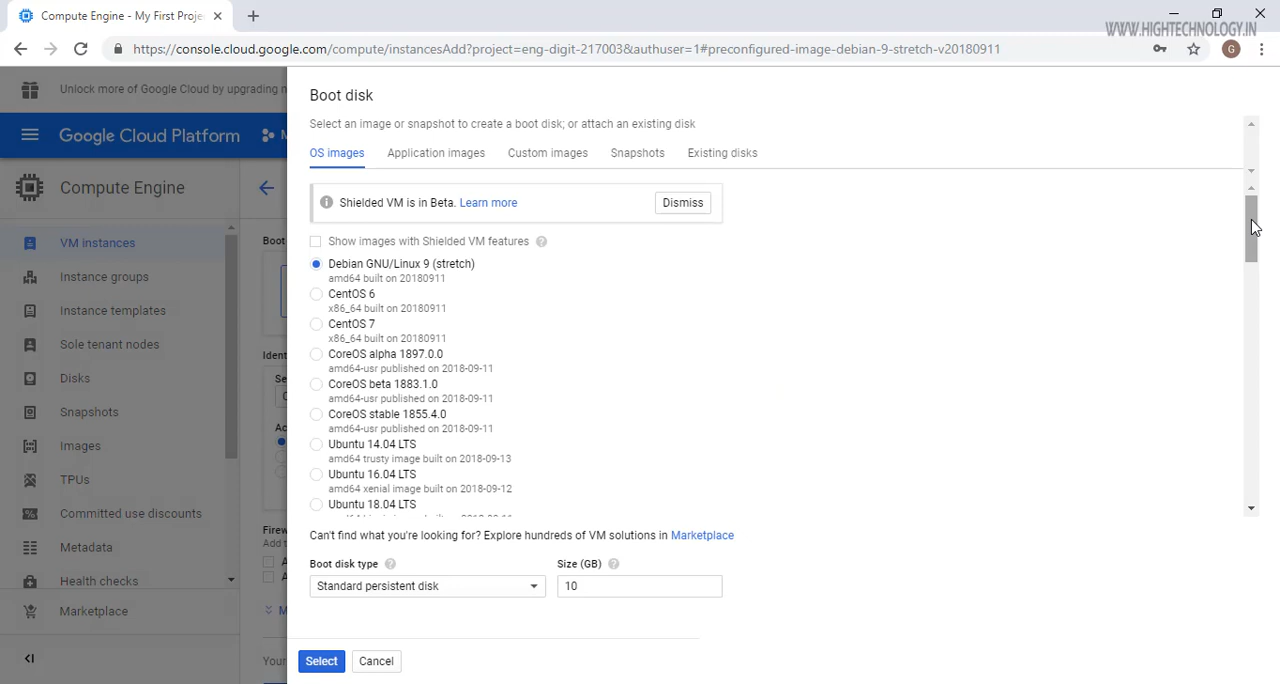 Compute Engine - My First Proje
WWW.HIGHTECHNOLOGY.IN
https://console.cloud.google.com/compute/instancesAdd?project=eng-digit-217003&authuser=1#preconfigured-image-debian-9-stretch-v20180911
G
Unlock more of Google Cloud by upgrading n
Google Cloud Platform
M
Compute Engine
VM instances
Instance groups
Instance templates
Sole tenant nodes
Disks
Snapshots
Images
TPUs
Committed use discounts
Metadata
Health checks
Marketplace
Boot
Ident
Se
Ac
Firew
Add t
A
A
M
Your
Boot disk
Select an image or snapshot to create a boot disk; or attach an existing disk
OS images Application images Custom images Snapshots Existing disks
Shielded VM is in Beta. Learn more Dismiss
Show images with Shielded VM features
Debian GNU/Linux 9 (stretch)
amd64 built on 20180911
CentOS 6
x86_64 built on 20180911
CentOS 7
x86_64 built on 20180911
CoreOS alpha 1897.0.0
amd64-usr published on 2018-09-11
CoreOS beta 1883.1.0
amd64-usr published on 2018-09-11
CoreOS stable 1855.4.0
amd64-usr published on 2018-09-11
Ubuntu 14.04 LTS
amd64 trusty image built on 2018-09-13
Ubuntu 16.04 LTS
amd64 xenial image built on 2018-09-12
Ubuntu 18.04 LTS
Can't find what you're looking for? Explore hundreds of VM solutions in Marketplace
Boot disk type Size (GB)
Standard persistent disk 10
Select Cancel